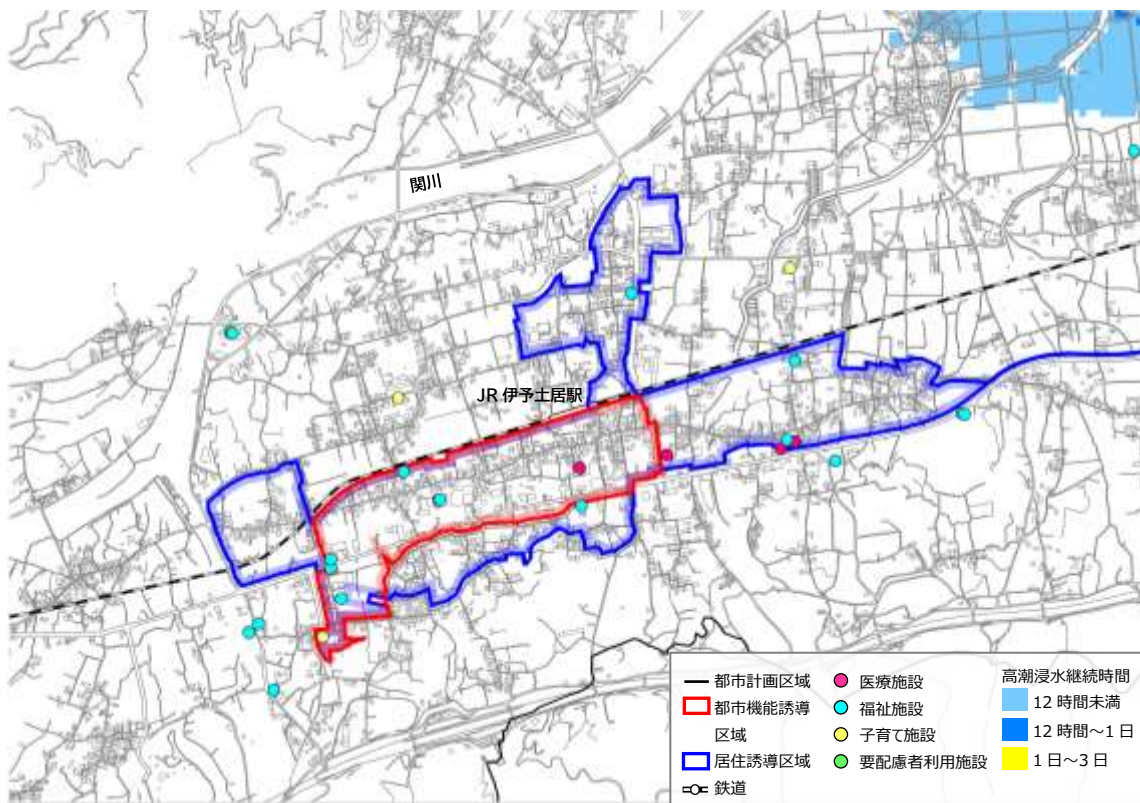 関川
JR 伊予土居駅
都市計画区域
都市機能誘導
区域
居住誘導区域
鉄道
医療施設
福祉施設
子育て施設
要配慮者利用施設
高潮浸水継続時間
12 時間未満
12 時間~1 日
1 日~3 日